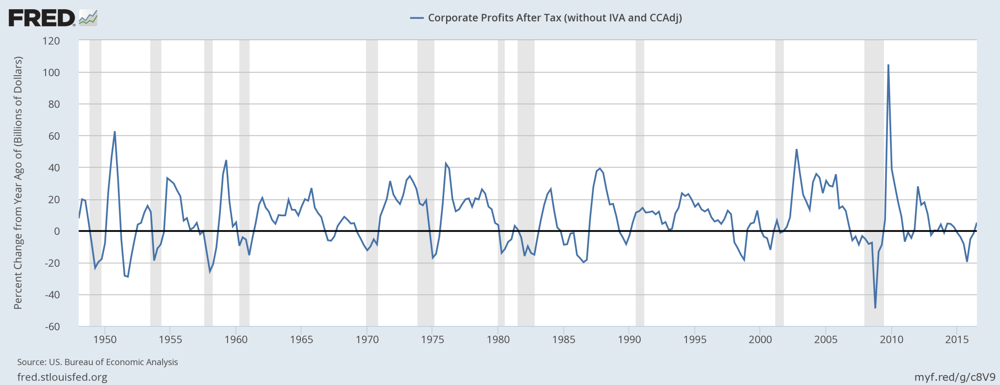 FRED
Corporate Profits After Tax (without IVA and CCAdj)
Percent Change from Year Ago of (Billions of Dollars)
120
100
80
60
40
20
0
-20
-40
-60
1950 1955 1960 1965 1970 1975 1980 1985 1990 1995 2000 2005 2010 2015
Source: US. Bureau of Economic Analysis
fred.stlouisfed.org
myf.red/g/c8V9